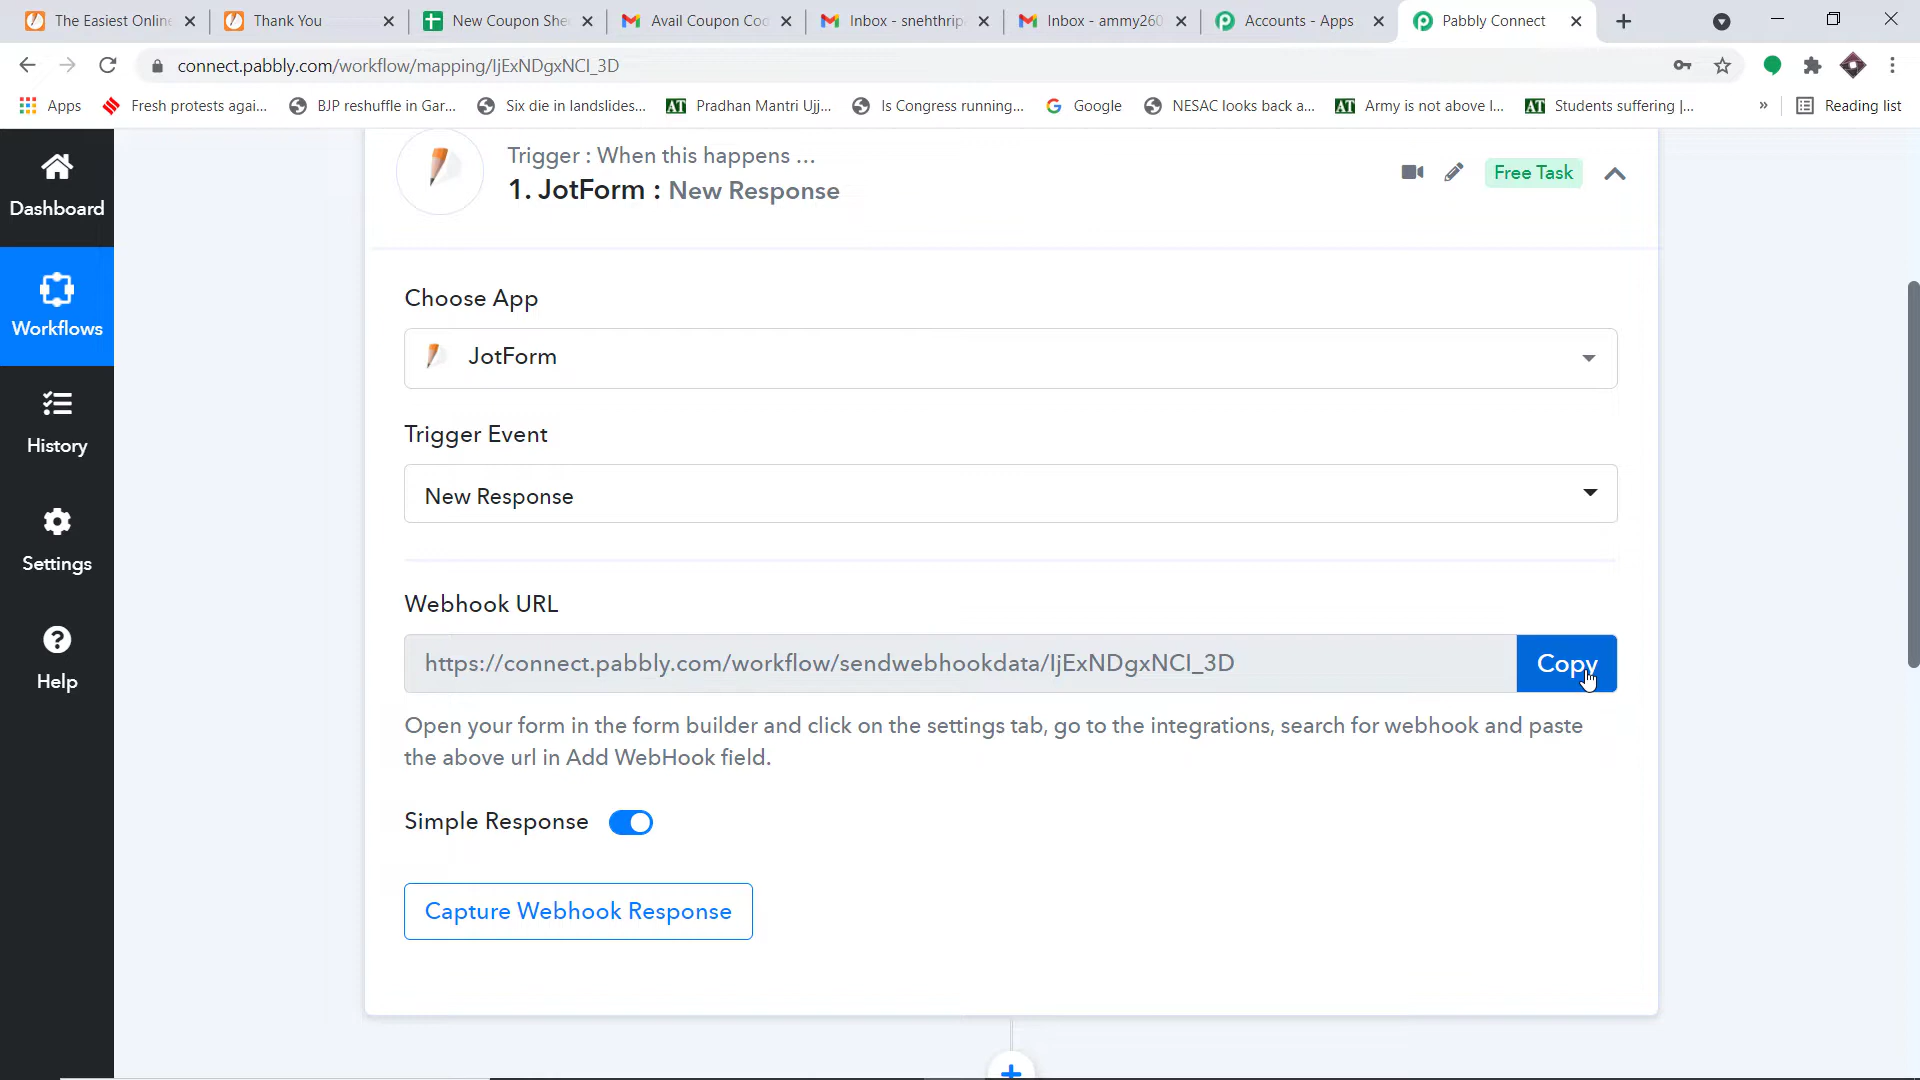 The Easiest Online
Thank You
New Coupon She
Avail Coupon Coc
Inbox - snehthrip
Inbox - ammy260
Accounts - Apps
Pabbly Connect
connect.pabbly.com/workflow/mapping/IjExNDgxNCI_3D
Apps
Fresh protests agai...
BJP reshuffle in Gar...
Six die in landslides...
AT Pradhan Mantri Ujj...
Is Congress running...
Google
NESAC looks back a...
AT Army is not above l...
AT Students suffering |...
»
Reading list
Dashboard
Workflows
History
Settings
Help
Trigger : When this happens ...
1. JotForm : New Response
Free Task
Choose App
JotForm
Trigger Event
New Response
Webhook URL
https://connect.pabbly.com/workflow/sendwebhookdata/IjExNDgxNCI_3D
Copy
Open your form in the form builder and click on the settings tab, go to the integrations, search for webhook and paste
the above url in Add WebHook field.
Simple Response
Capture Webhook Response